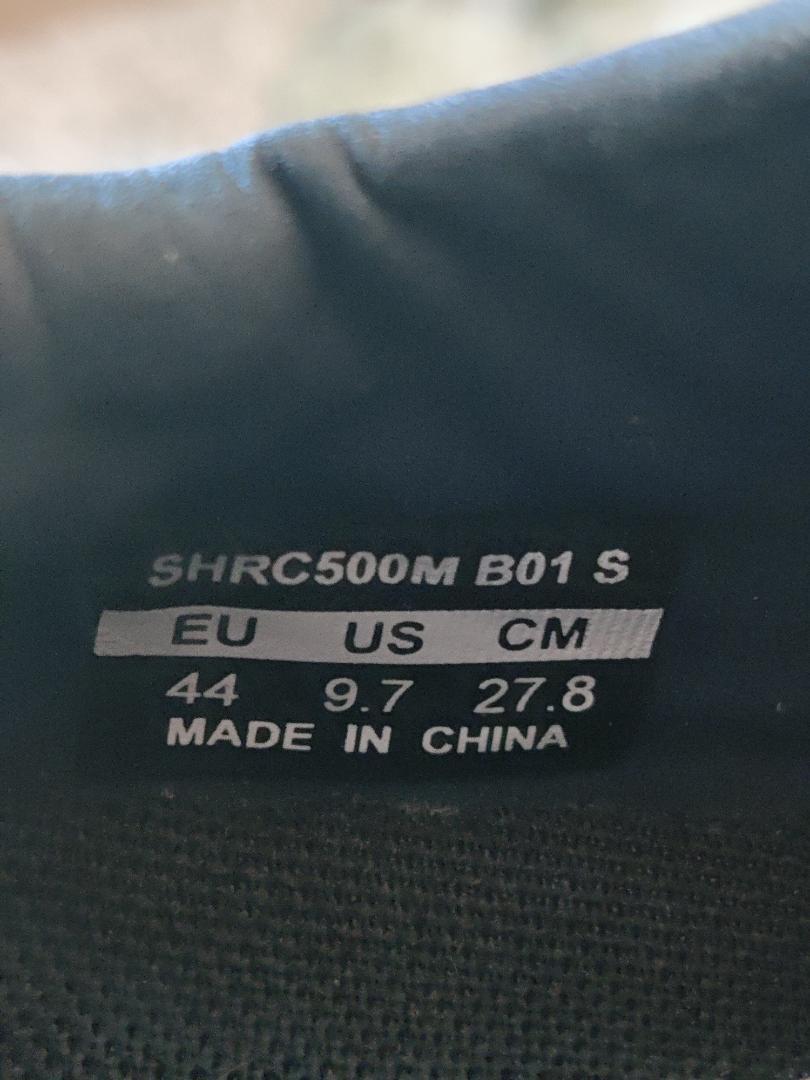 SHRC500M B01 S
EU US CM
44 9.7 27.8
MADE IN CHINA